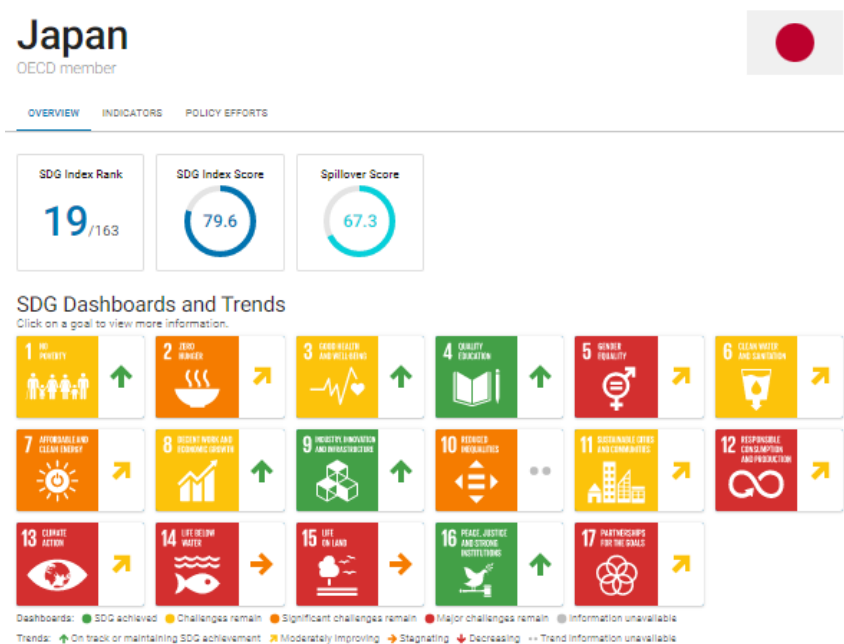 Japan
OECD member
OVERVIEW INDICATORS POLICY EFFORTS
SDG Index Rank
19/163
SDG Index Score
79.6
Spillover Score
67.3
SDG Dashboards and Trends
Click on a goal to view more information.
1 NO
POVERTY
2 ZERO
HUNGER
3 GOOD HEALTH
AND WELL-BEING
4 QUALITY
EDUCATION
5 GENDER
EQUALITY
6 CLEAN WATER
AND SANITATION
7 AFFORDABLE AND
CLEAN ENERGY
8 DECENT WORK AND
ECONOMIC GROWTH
9 INDUSTRY, INNOVATION
AND INFRASTRUCTURE
10 REDUCED
INEQUALITIES
11 SUSTAINABLE CITIES
AND COMMUNITIES
12 RESPONSIBLE
CONSUMPTION
AND PRODUCTION
13 CLIMATE
ACTION
14 LIFE BELOW
WATER
15 LIFE
ON LAND
16 PEACE, JUSTICE
AND STRONG
INSTITUTIONS
17 PARTNERSHIPS
FOR THE GOALS
Dashboards: SDG achieved Challenges remain Significant challenges remain Major challenges remain Information unavailable
Trends: On track or maintaining SDG achievement Moderately improving Stagnating Decreasing Trend information unavailable